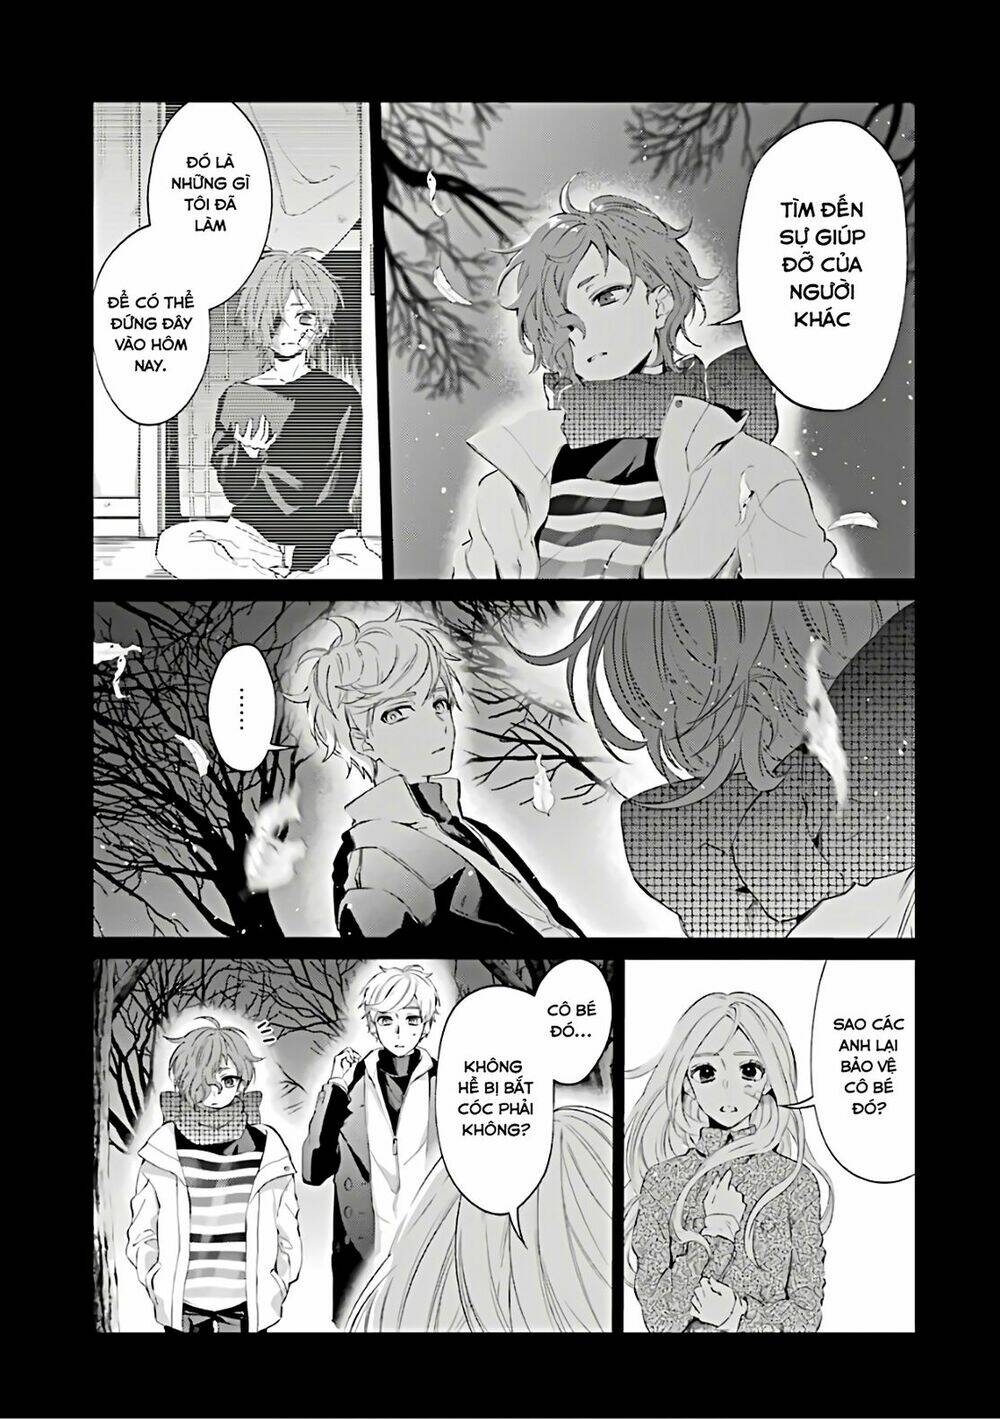 TÌM ĐẾN
SỰ GIÚP
ĐỠ CỦA
NGƯỜI
KHÁC
ĐÓ LÀ
NHỮNG GÌ
TÔI ĐÃ
LÀM
ĐỂ CÓ THỂ
ĐỨNG ĐÂY
VÀO HÔM
NAY.
........
SAO CÁC
ANH LẠI
BẢO VỆ
CÔ BÉ
ĐÓ?
CÔ BÉ
ĐÓ...
KHÔNG
HỀ BỊ BẮT
CÓC PHẢI
KHÔNG?